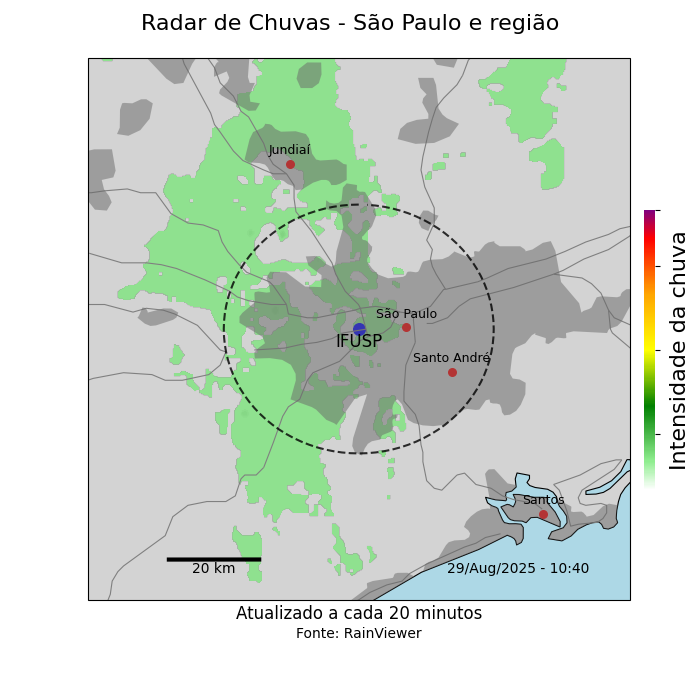 Radar de Chuvas - São Paulo e região
Jundiaí
São Paulo
IFUSP
Santo André
Santos
20 km
29/Aug/2025 - 10:40
Intensidade da chuva
Atualizado a cada 20 minutos
Fonte: RainViewer